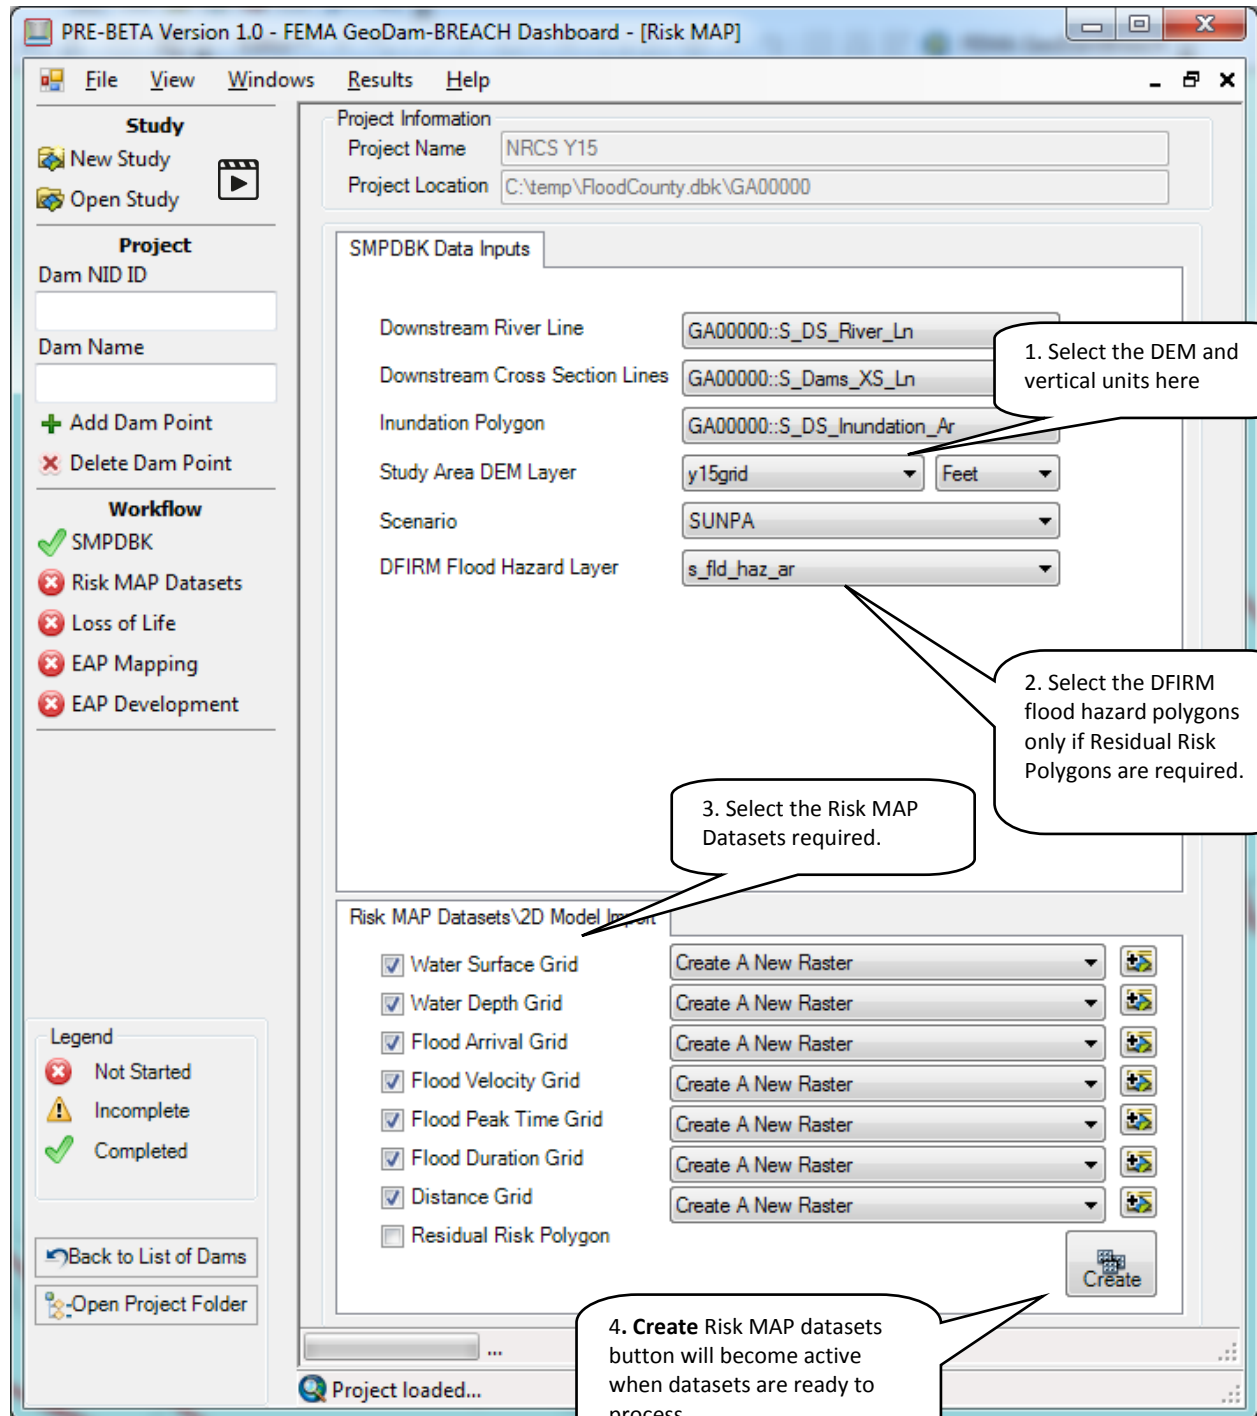 PRE-BETA Version 1.0 - FEMA GeoDam-BREACH Dashboard - [Risk MAP]
File View Windows Results Help
Study
New Study
Open Study
Project
Dam NID ID
Dam Name
Add Dam Point
Delete Dam Point
Workflow
SMPDBK
Risk MAP Datasets
Loss of Life
EAP Mapping
EAP Development
Legend
Not Started
Incomplete
Completed
Back to List of Dams
Open Project Folder
Project Information
Project Name NRCS Y15
Project Location C:\temp\FloodCounty.dbk\GA00000
SMPDBK Data Inputs
Downstream River Line GA00000::S_DS_River_Ln
Downstream Cross Section Lines GA00000::S_Dams_XS_Ln
Inundation Polygon GA00000::S_DS_Inundation_Ar
Study Area DEM Layer y15grid Feet
Scenario SUNPA
DFIRM Flood Hazard Layer s_fld_haz_ar
1. Select the DEM and
vertical units here
2. Select the DFIRM
flood hazard polygons
only if Residual Risk
Polygons are required.
3. Select the Risk MAP
Datasets required.
Risk MAP Datasets\2D Model Import
Water Surface Grid Create A New Raster
Water Depth Grid Create A New Raster
Flood Arrival Grid Create A New Raster
Flood Velocity Grid Create A New Raster
Flood Peak Time Grid Create A New Raster
Flood Duration Grid Create A New Raster
Distance Grid Create A New Raster
Residual Risk Polygon
Create
4. Create Risk MAP datasets
button will become active
when datasets are ready to
process
...
Project loaded...